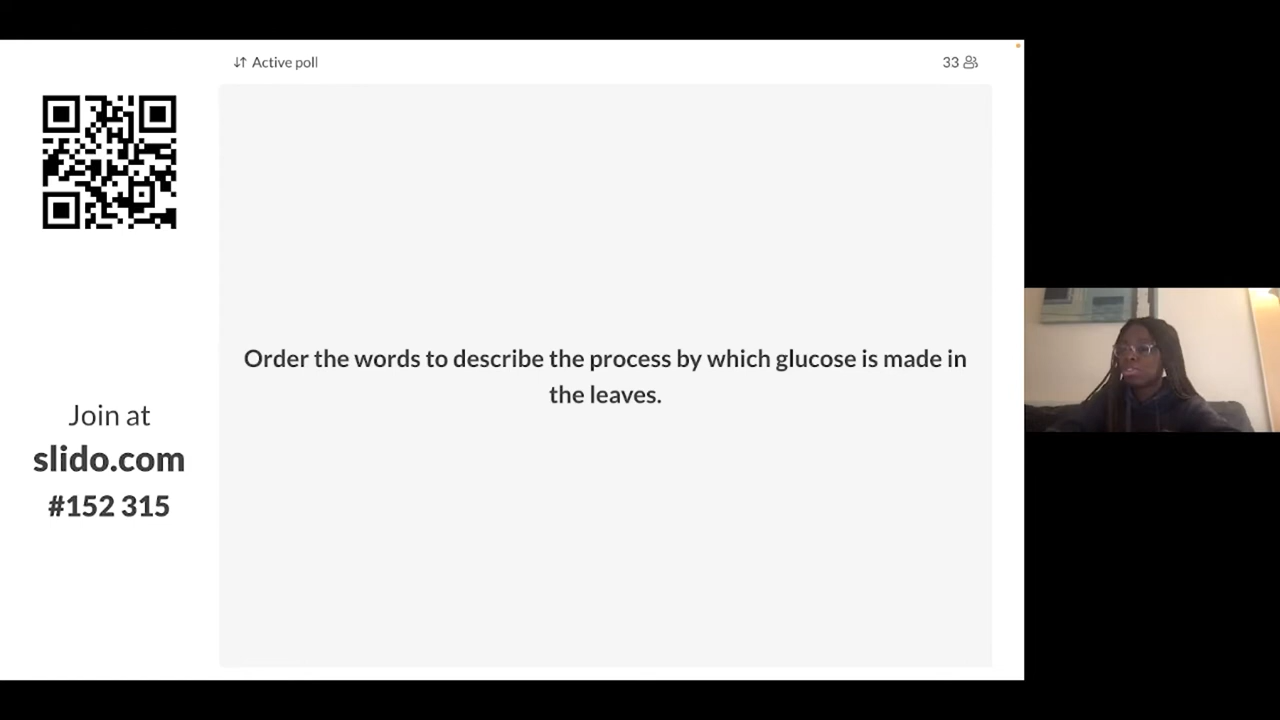 Active poll
33
Order the words to describe the process by which glucose is made in
the leaves.
Join at
slido.com
#152 315